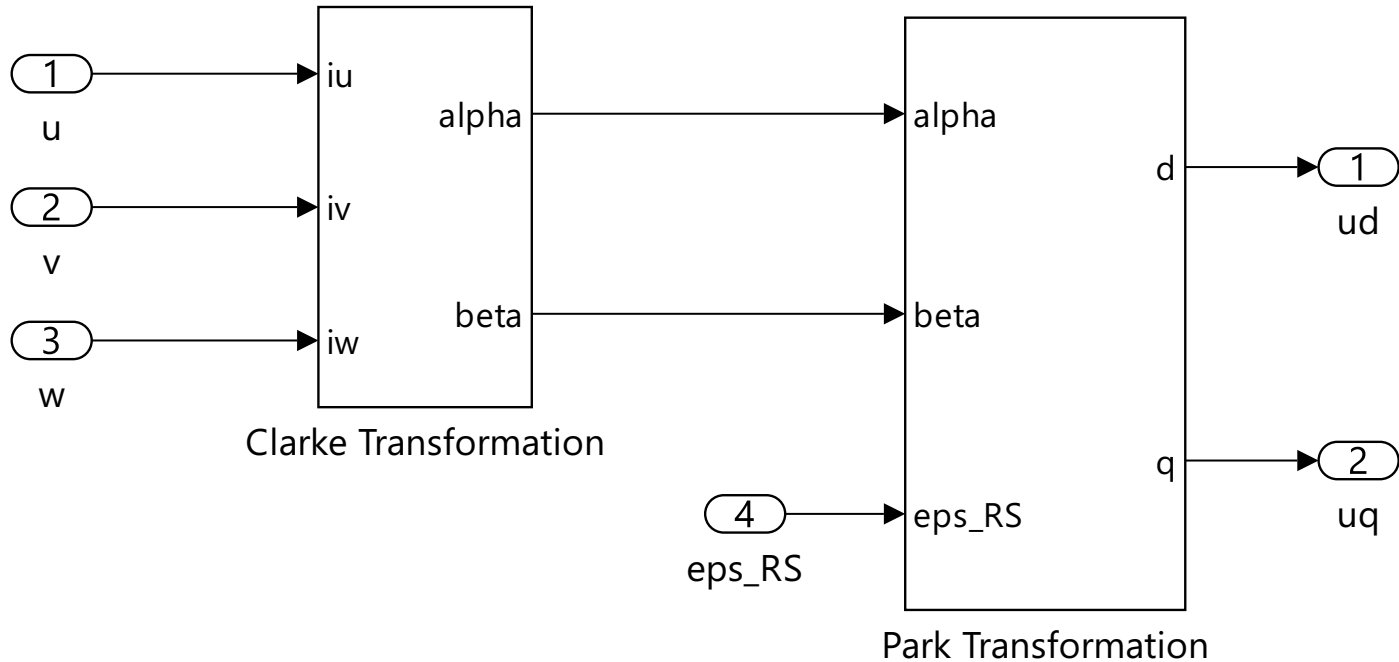 1
u
2
v
3
w
iu
iv
iw
alpha
beta
Clarke Transformation
4
eps_RS
alpha
beta
eps_RS
d
q
Park Transformation
1
ud
2
uq